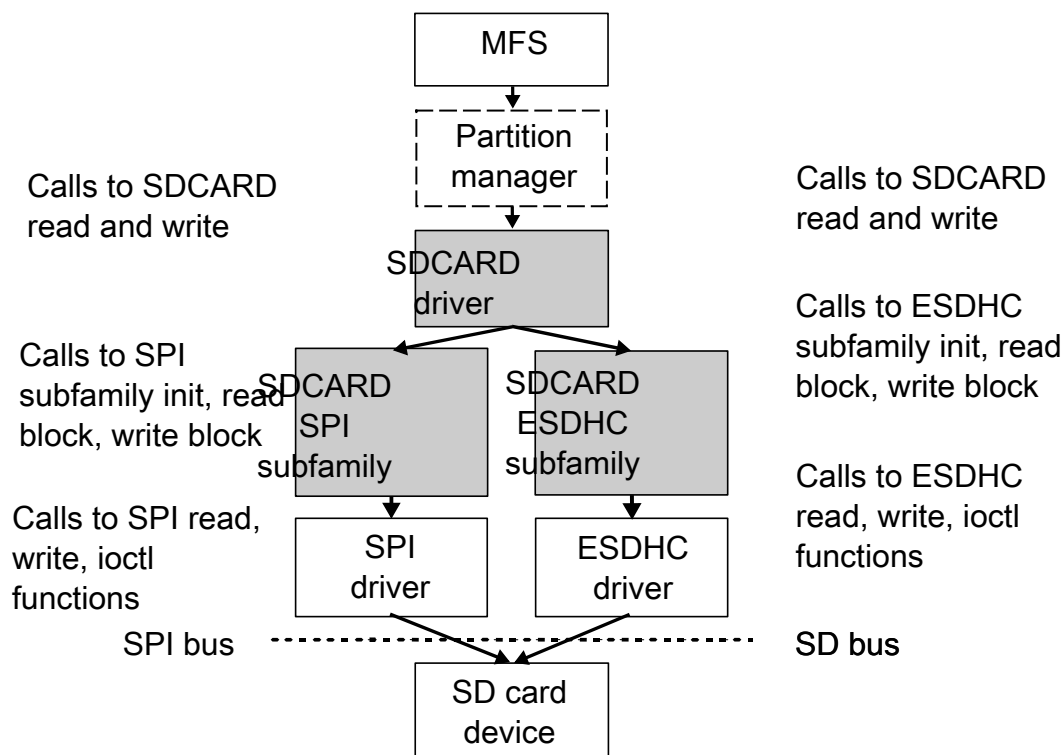 MFS
Partition
manager
Calls to SDCARD
read and write
Calls to SDCARD
read and write
SDCARD
driver
Calls to SPI
subfamily init, read
block, write block
SDCARD
SPI
subfamily
SDCARD
ESDHC
subfamily
Calls to ESDHC
subfamily init, read
block, write block
Calls to SPI read,
write, ioctl
functions
SPI
driver
ESDHC
driver
Calls to ESDHC
read, write, ioctl
functions
SPI bus
SD bus
SD card
device